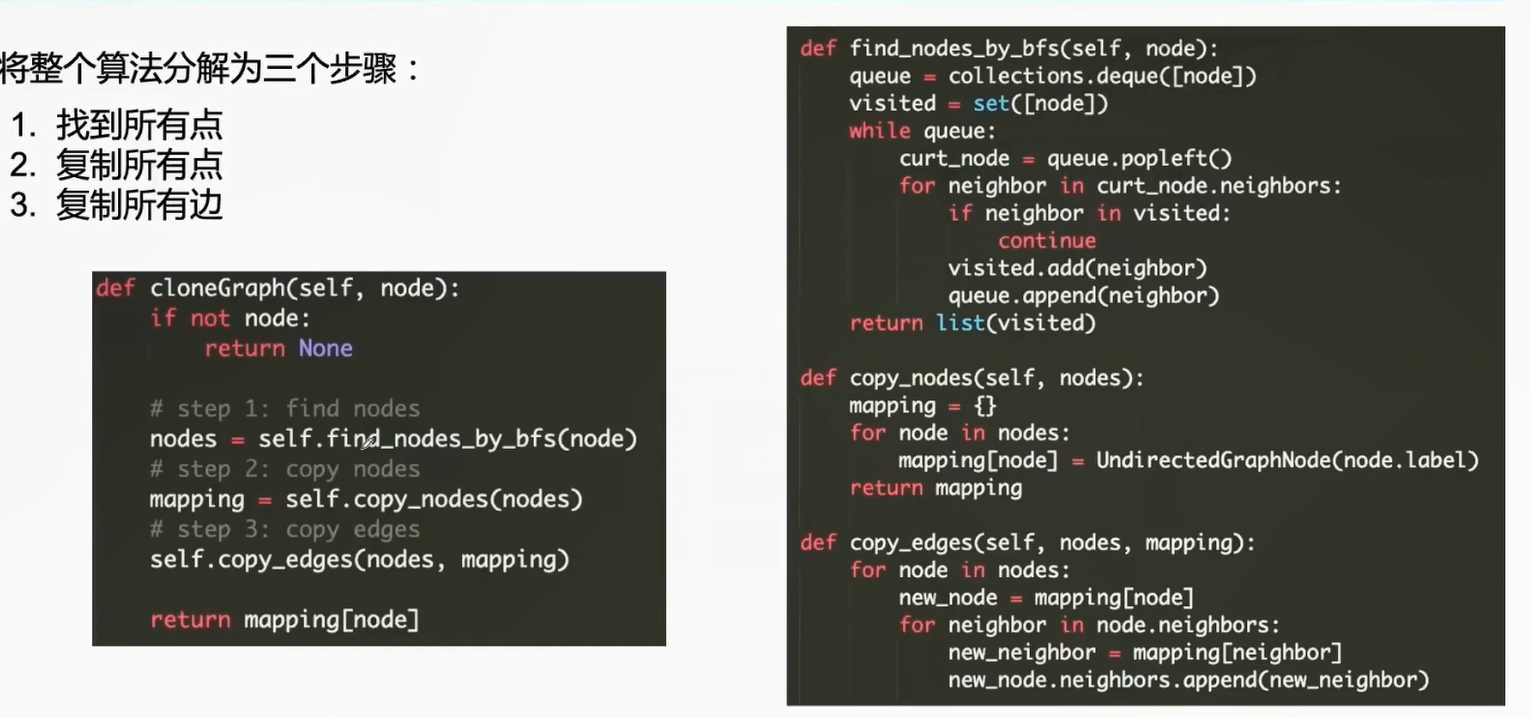 将整个算法分解为三个步骤：
1. 找到所有点
2. 复制所有点
3. 复制所有边
def cloneGraph(self, node):
    if not node:
        return None

    # step 1: find nodes
    nodes = self.find_nodes_by_bfs(node)
    # step 2: copy nodes
    mapping = self.copy_nodes(nodes)
    # step 3: copy edges
    self.copy_edges(nodes, mapping)

    return mapping[node]
def find_nodes_by_bfs(self, node):
    queue = collections.deque([node])
    visited = set([node])
    while queue:
        curt_node = queue.popleft()
        for neighbor in curt_node.neighbors:
            if neighbor in visited:
                continue
            visited.add(neighbor)
            queue.append(neighbor)
    return list(visited)

def copy_nodes(self, nodes):
    mapping = {}
    for node in nodes:
        mapping[node] = UndirectedGraphNode(node.label)
    return mapping

def copy_edges(self, nodes, mapping):
    for node in nodes:
        new_node = mapping[node]
        for neighbor in node.neighbors:
            new_neighbor = mapping[neighbor]
            new_node.neighbors.append(new_neighbor)